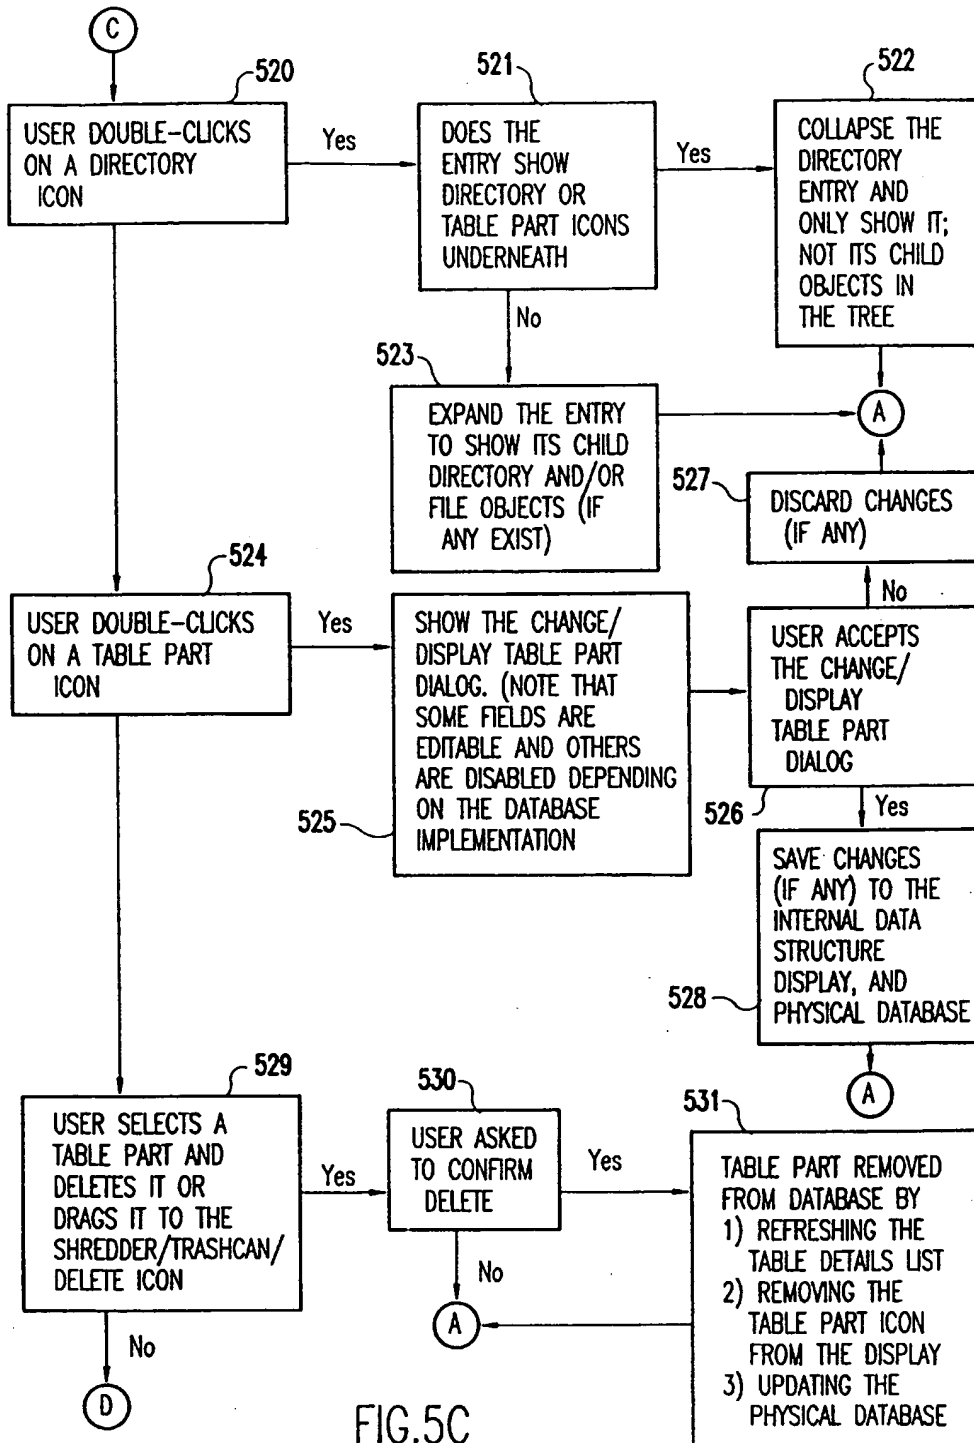 C
520
USER DOUBLE-CLICKS
ON A DIRECTORY
ICON
Yes
521
DOES THE
ENTRY SHOW
DIRECTORY OR
TABLE PART ICONS
UNDERNEATH
Yes
522
COLLAPSE THE
DIRECTORY
ENTRY AND
ONLY SHOW IT;
NOT ITS CHILD
OBJECTS IN
THE TREE
No
523
EXPAND THE ENTRY
TO SHOW ITS CHILD
DIRECTORY AND/OR
FILE OBJECTS (IF
ANY EXIST)
A
527
DISCARD CHANGES
(IF ANY)
No
524
USER DOUBLE-CLICKS
ON A TABLE PART
ICON
Yes
SHOW THE CHANGE/
DISPLAY TABLE PART
DIALOG. (NOTE THAT
SOME FIELDS ARE
EDITABLE AND OTHERS
ARE DISABLED DEPENDING
ON THE DATABASE
IMPLEMENTATION
525
USER ACCEPTS
THE CHANGE/
DISPLAY
TABLE PART
DIALOG
526
Yes
SAVE CHANGES
(IF ANY) TO THE
INTERNAL DATA
STRUCTURE
DISPLAY, AND
PHYSICAL DATABASE
528
A
529
USER SELECTS A
TABLE PART AND
DELETES IT OR
DRAGS IT TO THE
SHREDDER/TRASHCAN/
DELETE ICON
Yes
530
USER ASKED
TO CONFIRM
DELETE
Yes
531
TABLE PART REMOVED
FROM DATABASE BY
1) REFRESHING THE
TABLE DETAILS LIST
2) REMOVING THE
TABLE PART ICON
FROM THE DISPLAY
3) UPDATING THE
PHYSICAL DATABASE
No
A
No
D
FIG.5C